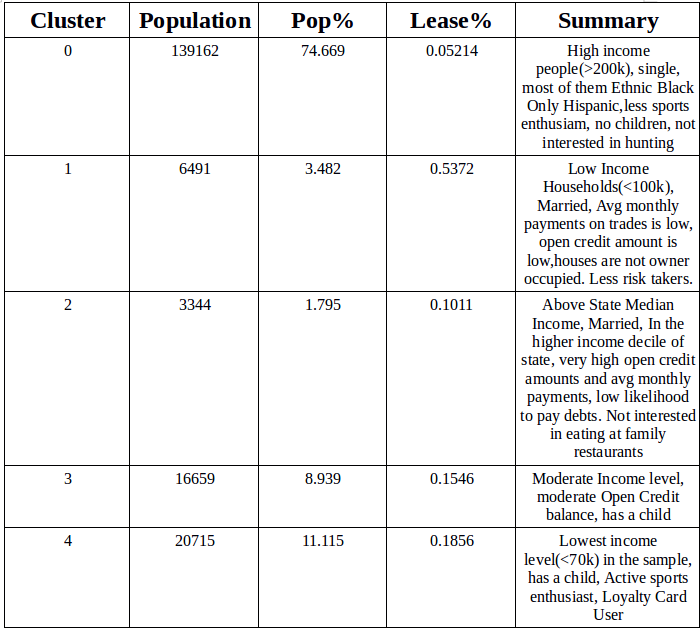 Cluster Population Pop% Lease% Summary
0 139162 74.669 0.05214 High income
people(>200k), single,
most of them Ethnic Black
Only Hispanic,less sports
enthusiam, no children, not
interested in hunting
1 6491 3.482 0.5372 Low Income
Households(<100k),
Married, Avg monthly
payments on trades is low,
open credit amount is
low,houses are not owner
occupied. Less risk takers.
2 3344 1.795 0.1011 Above State Median
Income, Married, In the
higher income decile of
state, very high open credit
amounts and avg monthly
payments, low likelihood
to pay debts. Not interested
in eating at family
restaurants
3 16659 8.939 0.1546 Moderate Income level,
moderate Open Credit
balance, has a child
4 20715 11.115 0.1856 Lowest income
level(<70k) in the sample,
has a child, Active sports
enthusiast, Loyalty Card
User